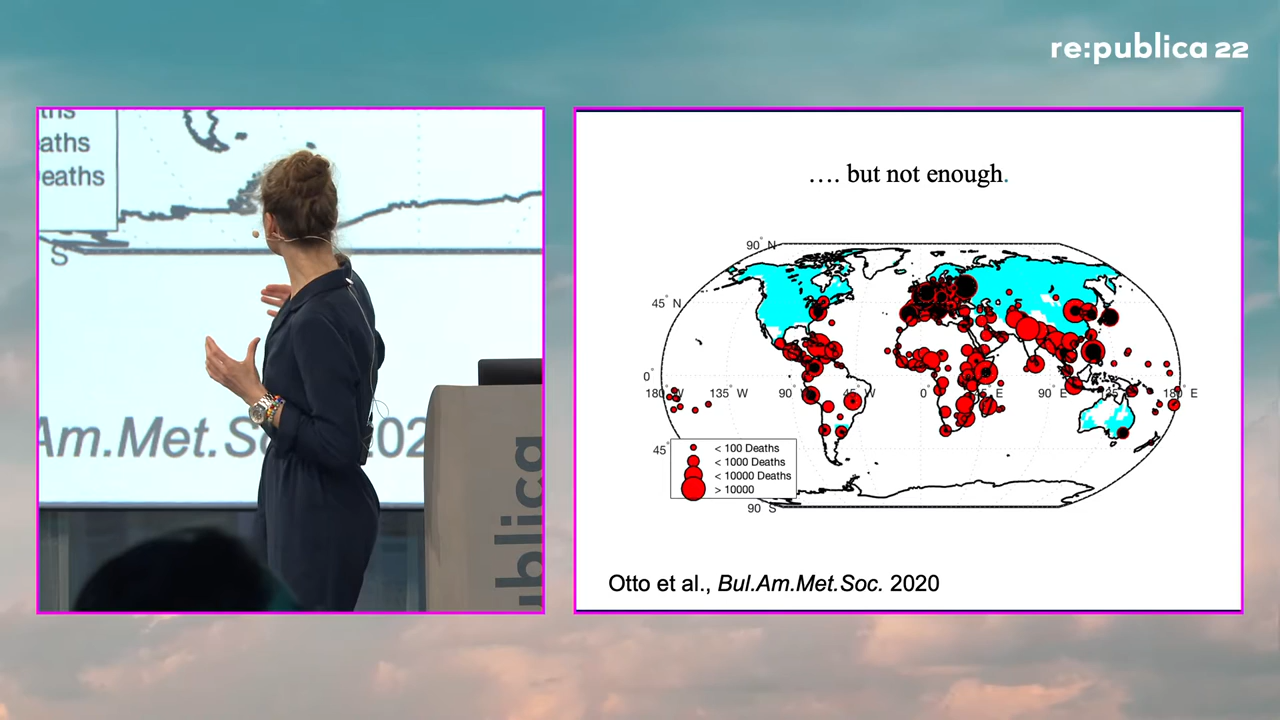 re:publica 22
aths
eaths
S
Am.Met.So
202
publica
.... but not enough.
90° N
45° N
0°
180° W 135° W 90° 45° W 0° 45° E 90° E 135° E 180° E
45°
90° S
< 100 Deaths
< 1000 Deaths
< 10000 Deaths
> 10000
Otto et al., Bul.Am.Met.Soc. 2020